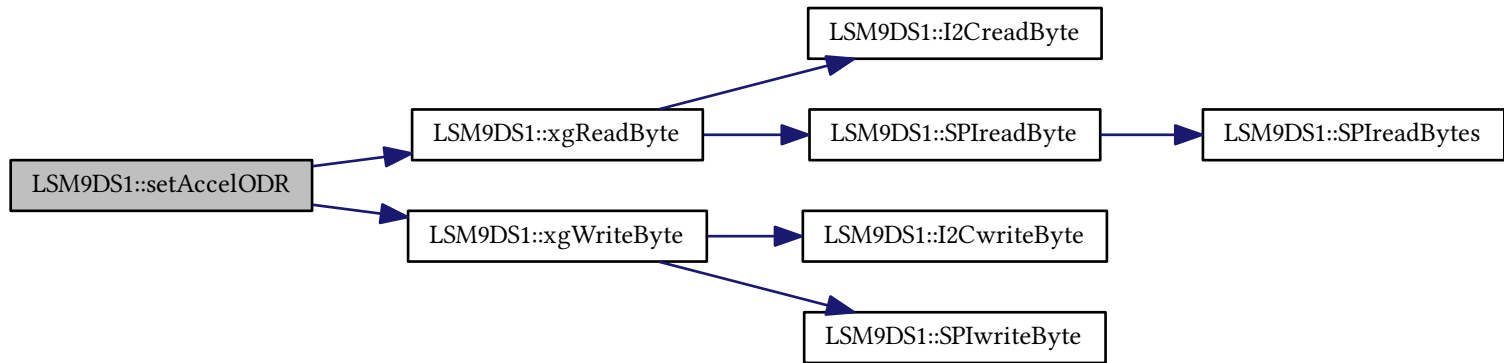 LSM9DS1::I2CreadByte
LSM9DS1::xgReadByte
LSM9DS1::SPIreadByte
LSM9DS1::SPIreadBytes
LSM9DS1::setAccelODR
LSM9DS1::xgWriteByte
LSM9DS1::I2CwriteByte
LSM9DS1::SPIwriteByte